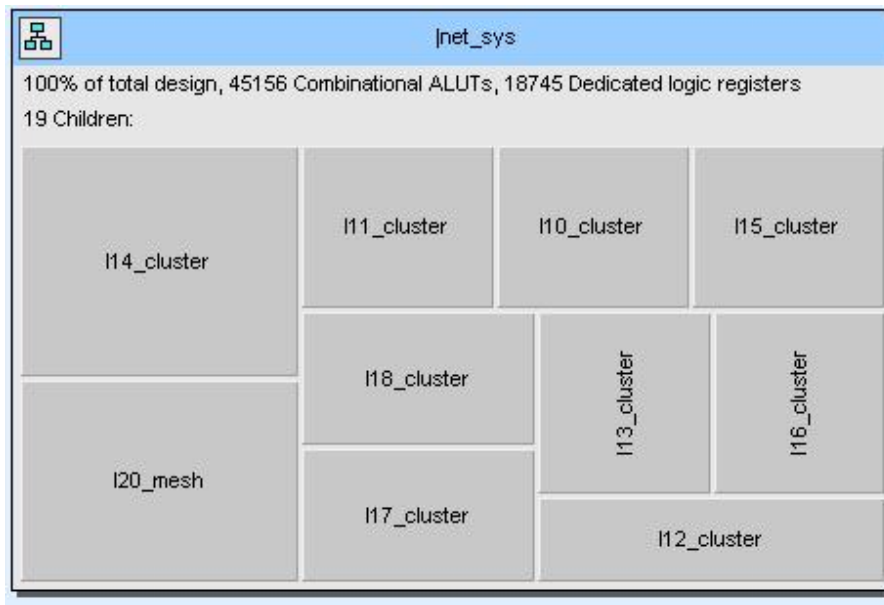 |net_sys
100% of total design, 45156 Combinational ALUTs, 18745 Dedicated logic registers
19 Children:
I14_cluster
I11_cluster
I10_cluster
I15_cluster
I18_cluster
I13_cluster
I16_cluster
I20_mesh
I17_cluster
I12_cluster